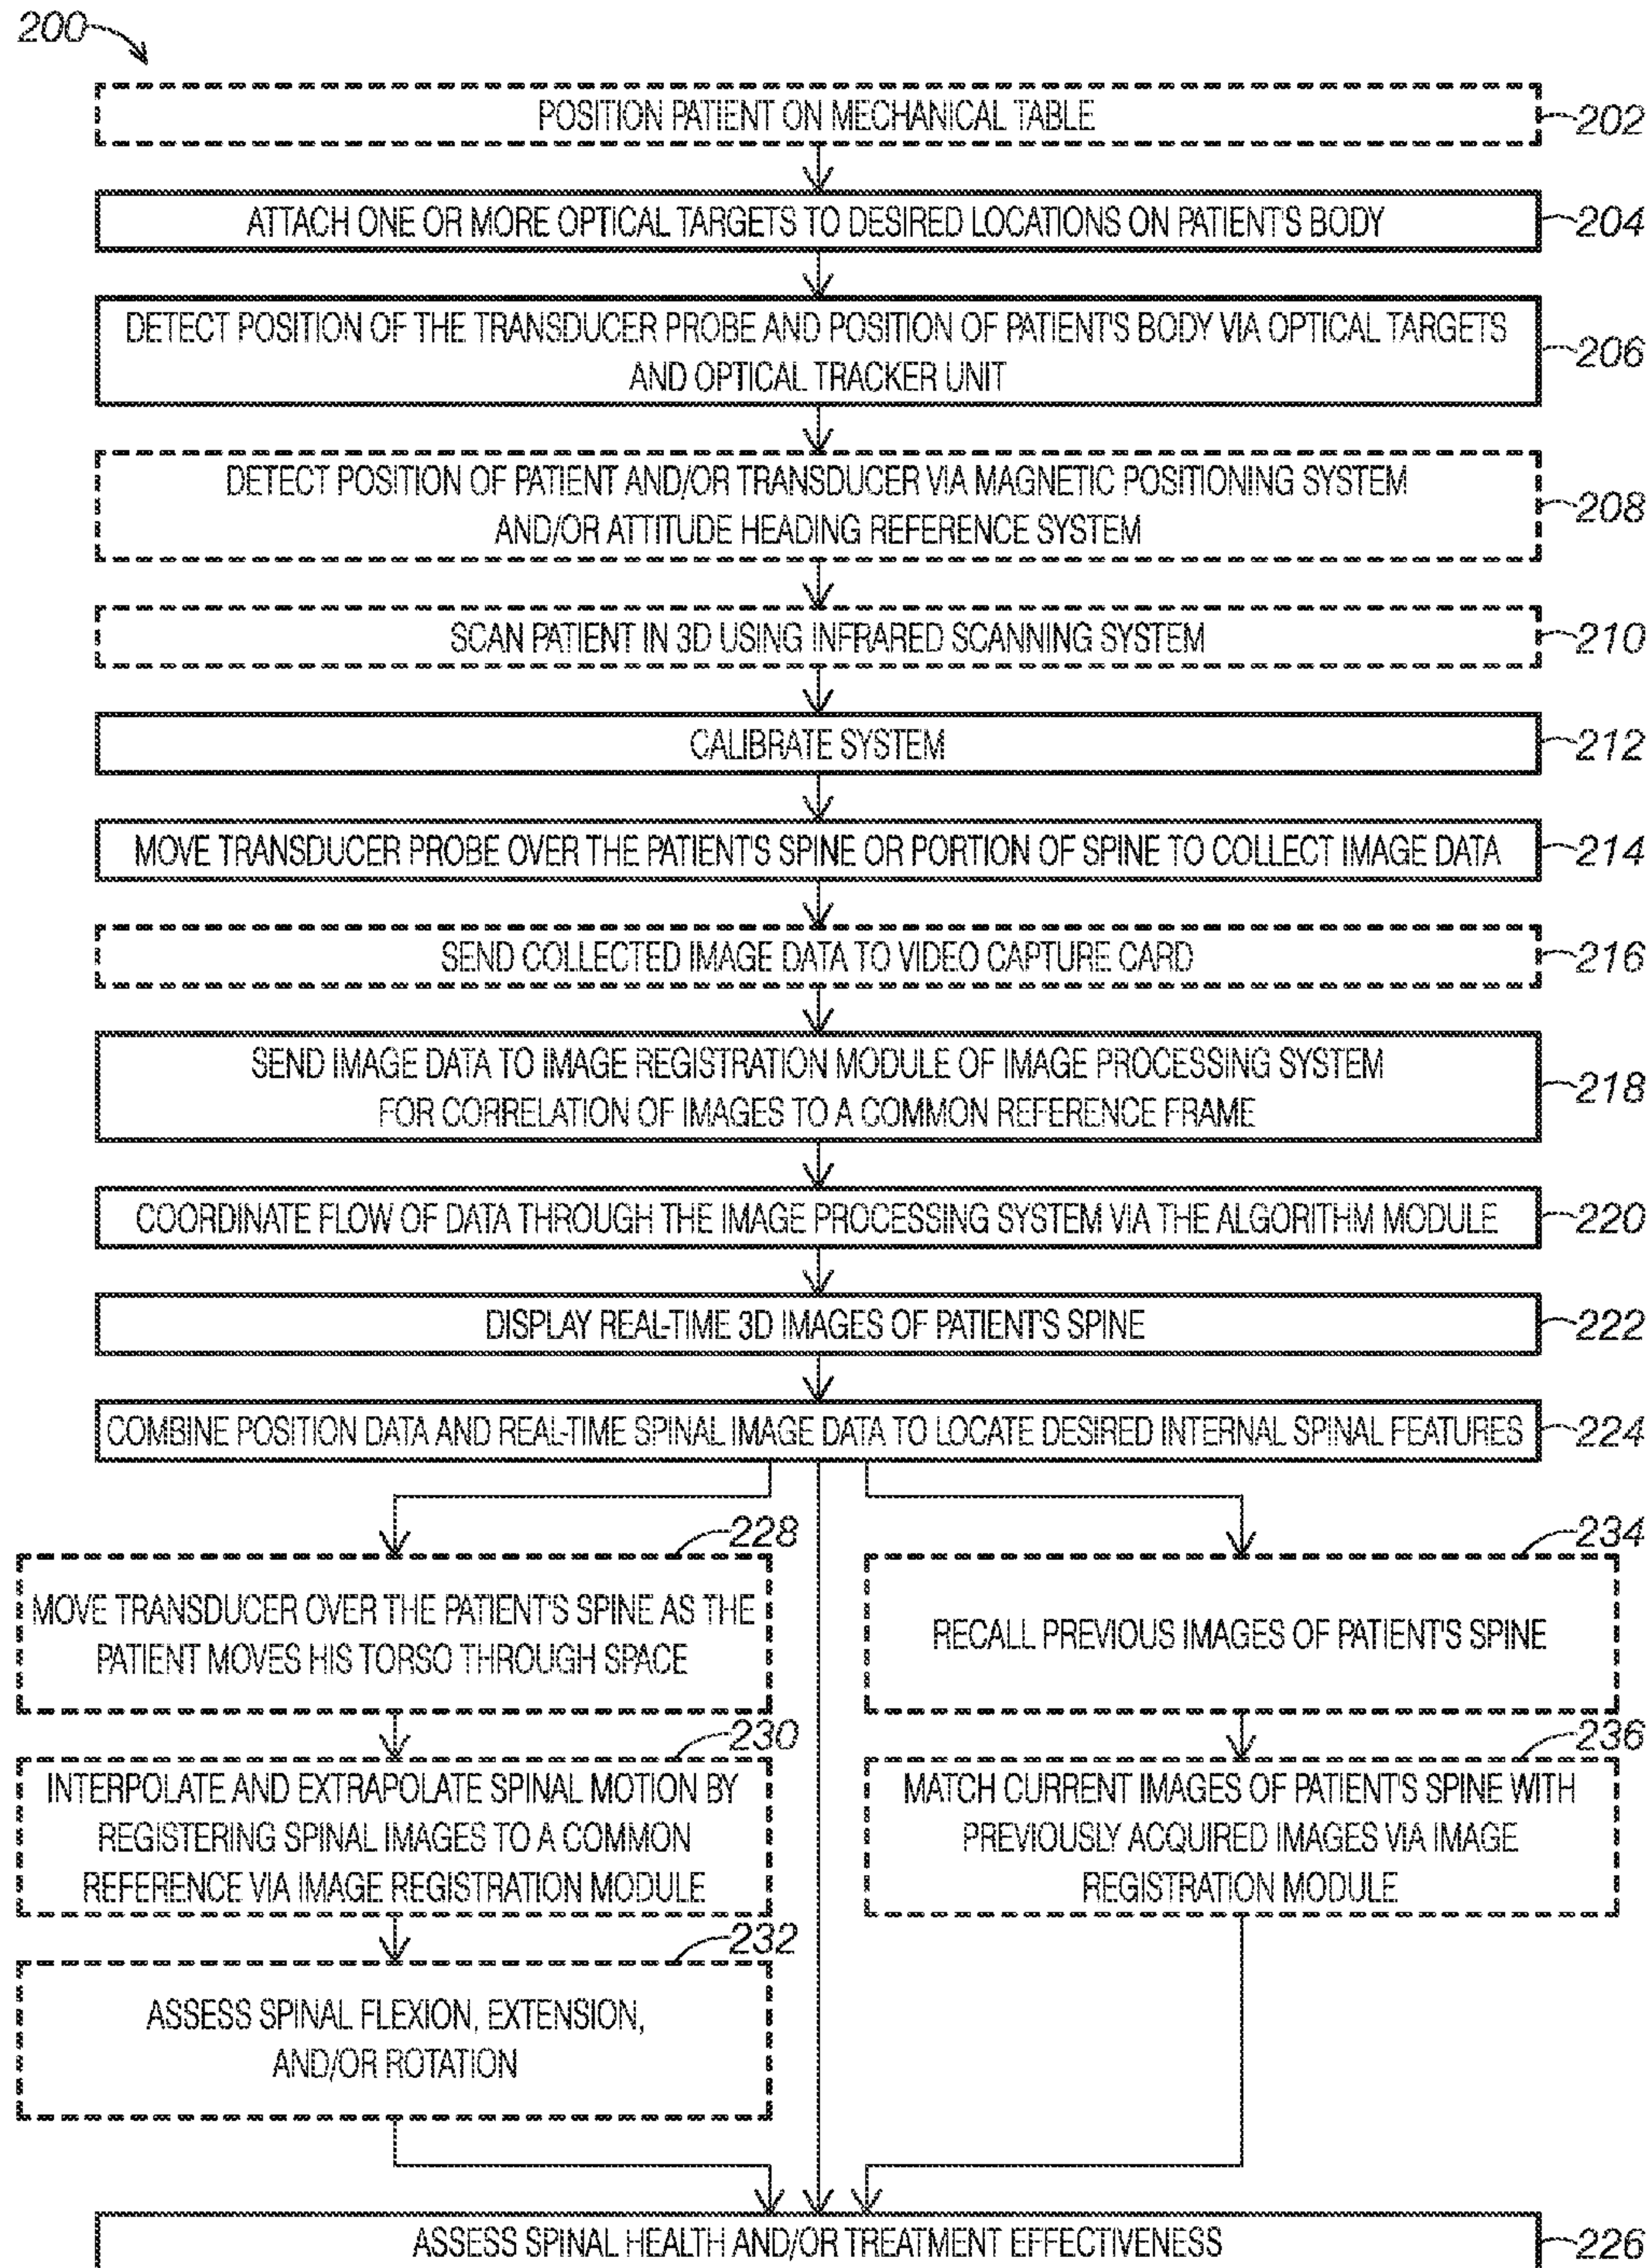 200
POSITION PATIENT ON MECHANICAL TABLE
202
ATTACH ONE OR MORE OPTICAL TARGETS TO DESIRED LOCATIONS ON PATIENT'S BODY
204
DETECT POSITION OF THE TRANSDUCER PROBE AND POSITION OF PATIENT'S BODY VIA OPTICAL TARGETS
AND OPTICAL TRACKER UNIT
206
DETECT POSITION OF PATIENT AND/OR TRANSDUCER VIA MAGNETIC POSITIONING SYSTEM
AND/OR ATTITUDE HEADING REFERENCE SYSTEM
208
SCAN PATIENT IN 3D USING INFRARED SCANNING SYSTEM
210
CALIBRATE SYSTEM
212
MOVE TRANSDUCER PROBE OVER THE PATIENT'S SPINE OR PORTION OF SPINE TO COLLECT IMAGE DATA
214
SEND COLLECTED IMAGE DATA TO VIDEO CAPTURE CARD
216
SEND IMAGE DATA TO IMAGE REGISTRATION MODULE OF IMAGE PROCESSING SYSTEM
FOR CORRELATION OF IMAGES TO A COMMON REFERENCE FRAME
218
COORDINATE FLOW OF DATA THROUGH THE IMAGE PROCESSING SYSTEM VIA THE ALGORITHM MODULE
220
DISPLAY REAL-TIME 3D IMAGES OF PATIENT'S SPINE
222
COMBINE POSITION DATA AND REAL-TIME SPINAL IMAGE DATA TO LOCATE DESIRED INTERNAL SPINAL FEATURES
224
228
MOVE TRANSDUCER OVER THE PATIENT'S SPINE AS THE
PATIENT MOVES HIS TORSO THROUGH SPACE
230
INTERPOLATE AND EXTRAPOLATE SPINAL MOTION BY
REGISTERING SPINAL IMAGES TO A COMMON
REFERENCE VIA IMAGE REGISTRATION MODULE
232
ASSESS SPINAL FLEXION, EXTENSION,
AND/OR ROTATION
234
RECALL PREVIOUS IMAGES OF PATIENT'S SPINE
236
MATCH CURRENT IMAGES OF PATIENT'S SPINE WITH
PREVIOUSLY ACQUIRED IMAGES VIA IMAGE
REGISTRATION MODULE
ASSESS SPINAL HEALTH AND/OR TREATMENT EFFECTIVENESS
226